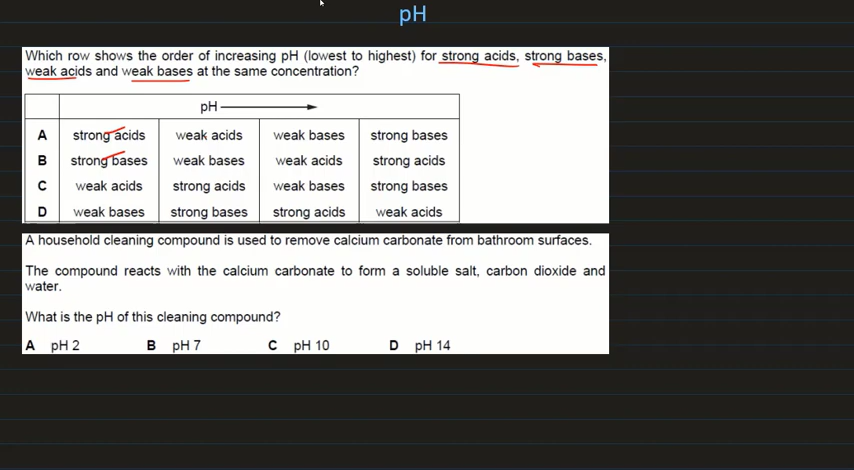 pH
Which row shows the order of increasing pH (lowest to highest) for strong acids, strong bases,
weak acids and weak bases at the same concentration?
pH
A strong acids weak acids weak bases strong bases
B strong bases weak bases weak acids strong acids
C weak acids strong acids weak bases strong bases
D weak bases strong bases strong acids weak acids
A household cleaning compound is used to remove calcium carbonate from bathroom surfaces.
The compound reacts with the calcium carbonate to form a soluble salt, carbon dioxide and
water.
What is the pH of this cleaning compound?
A pH 2 B pH 7 C pH 10 D pH 14